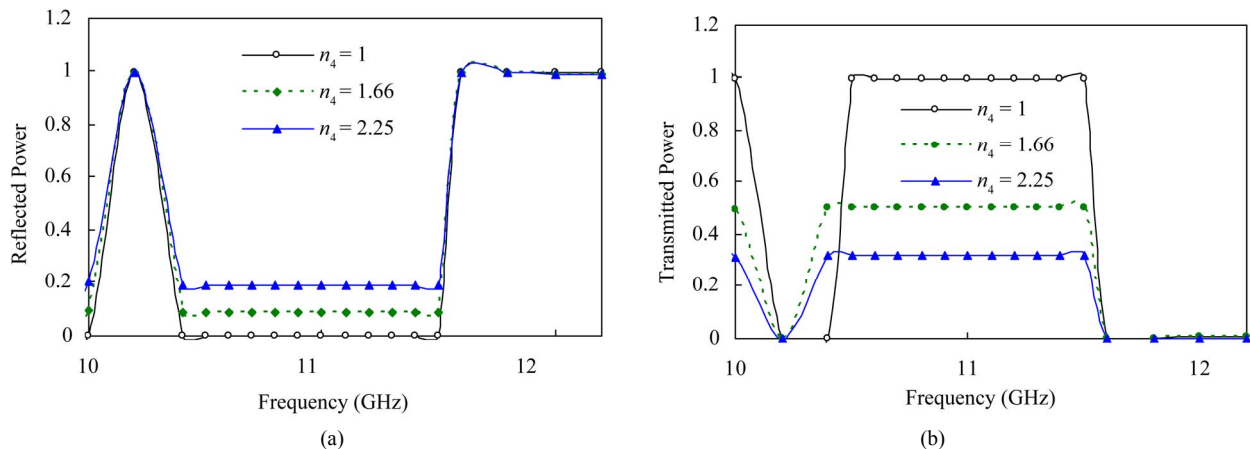 1.2
1
0.8
0.6
0.4
0.2
0
Reflected Power
n4 = 1
n4 = 1.66
n4 = 2.25
10
11
12
Frequency (GHz)
(a)
1.2
1
0.8
0.6
0.4
0.2
0
Transmitted Power
n4 = 1
n4 = 1.66
n4 = 2.25
10
11
12
Frequency (GHz)
(b)